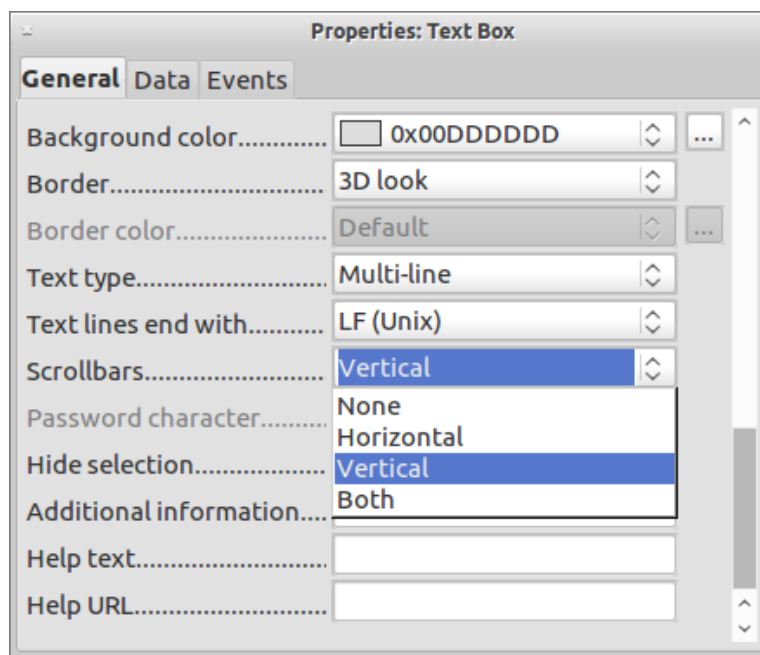 Properties: Text Box
General Data Events
Background color............. 0x00DDDDDD ...
Border............................ 3D look
Border color.................... Default ...
Text type......................... Multi-line
Text lines end with.......... LF (Unix)
Scrollbars........................ Vertical
None
Password character.........
Horizontal
Hide selection................. Vertical
Both
Additional information....
Help text.........................
Help URL.........................